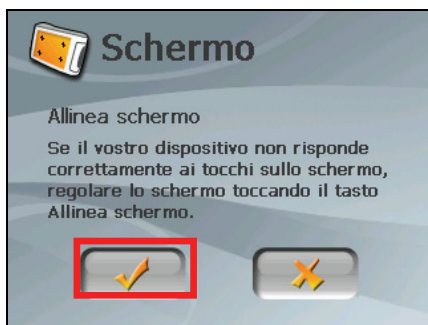 Schermo
Allinea schermo
Se il vostro dispositivo non risponde
correttamente ai tocchi sullo schermo,
regolare lo schermo toccando il tasto
Allinea schermo.